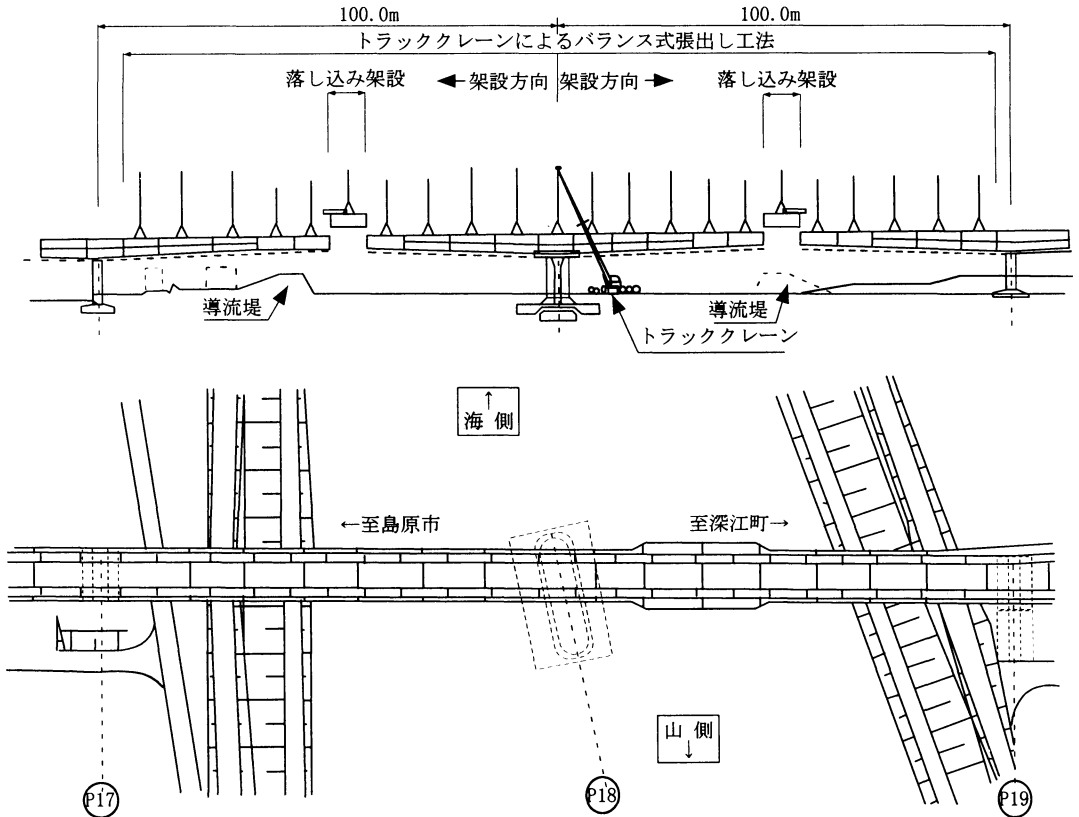 100.0m
100.0m
トラッククレーンによるバランス式張出し工法
落し込み架設
架設方向
架設方向
落し込み架設
導流堤
導流堤
トラッククレーン
↑
海 側
←至島原市
至深江町→
山 側
↓
P17
P18
P19